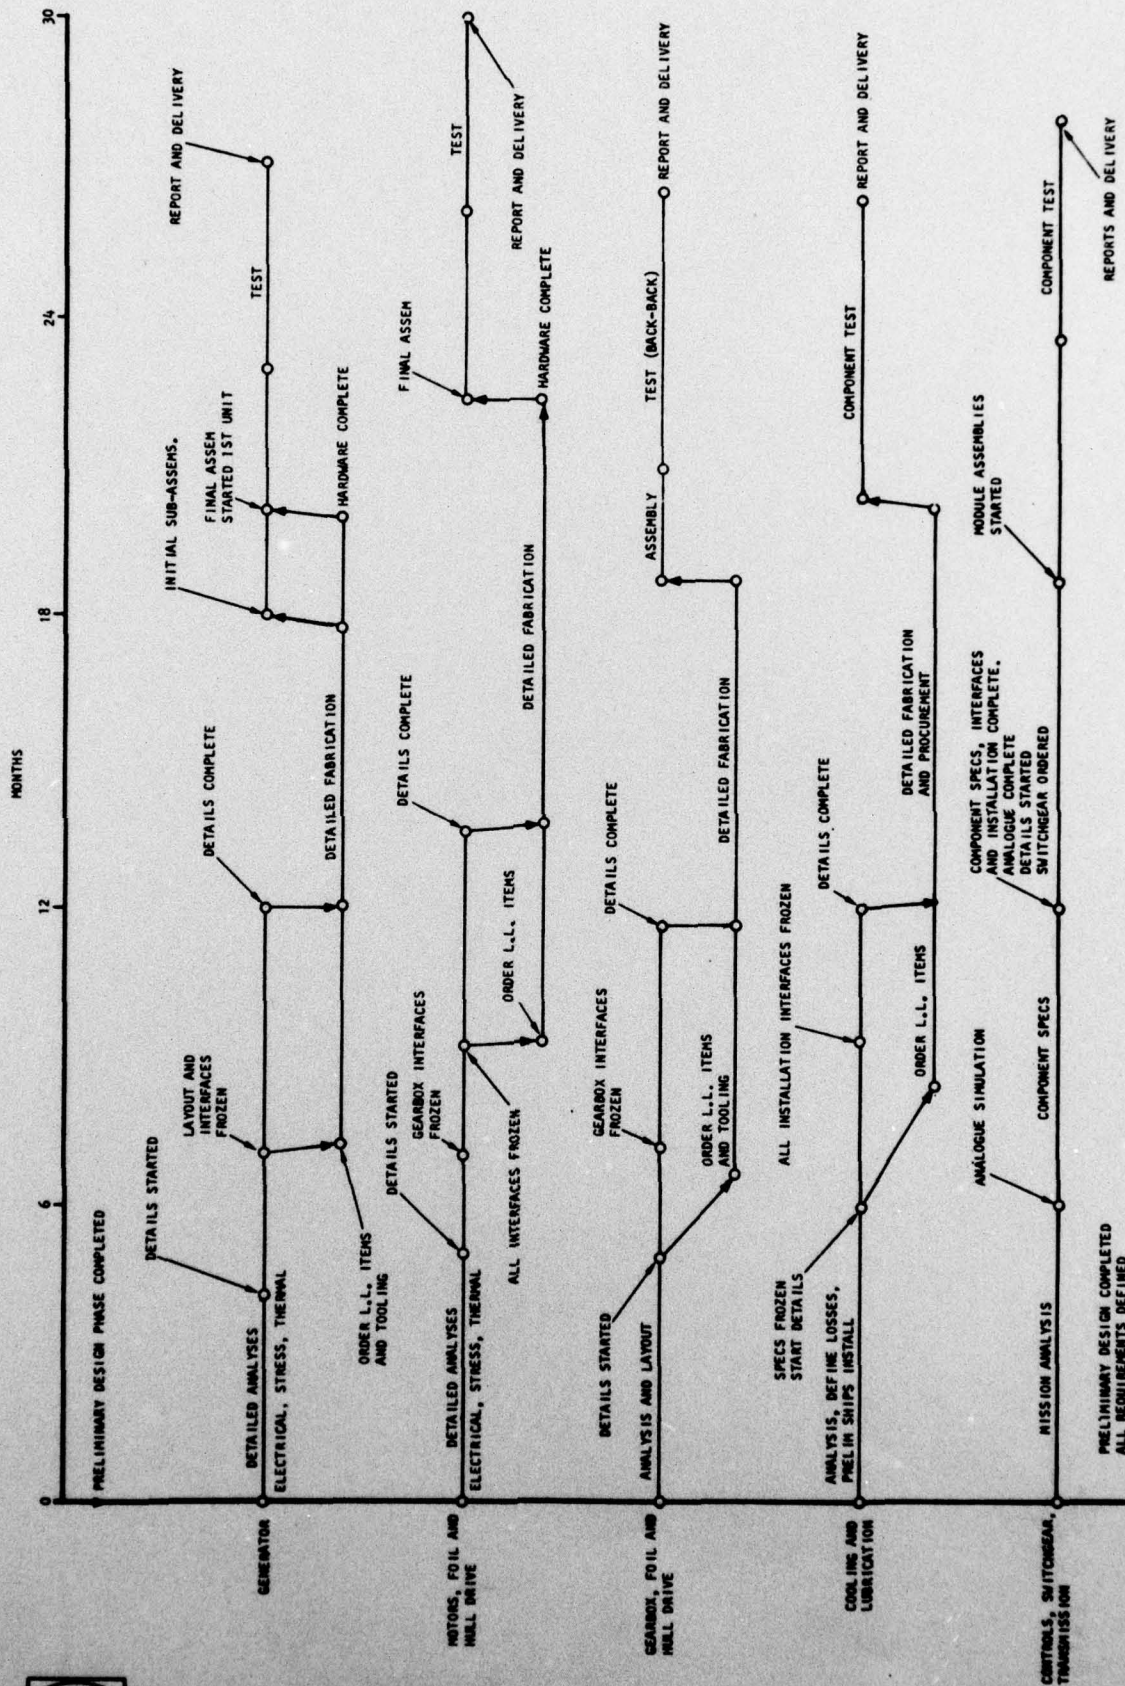 MONTHS
0
6
12
18
24
30
PRELIMINARY DESIGN PHASE COMPLETED
GENERATOR
DETAILED ANALYSES
ELECTRICAL, STRESS, THERMAL
DETAILS STARTED
LAYOUT AND
INTERFACES
FROZEN
ORDER L.L. ITEMS
AND TOOLING
DETAILS COMPLETE
DETAILED FABRICATION
INITIAL SUB-ASSEMS.
FINAL ASSEM
STARTED 1ST UNIT
HARDWARE COMPLETE
TEST
REPORT AND DELIVERY
MOTORS, FOIL AND
HULL DRIVE
DETAILED ANALYSES
ELECTRICAL, STRESS, THERMAL
DETAILS STARTED
GEARBOX INTERFACES
FROZEN
ALL INTERFACES FROZEN
ORDER L.L. ITEMS
DETAILS COMPLETE
DETAILED FABRICATION
FINAL ASSEM
HARDWARE COMPLETE
TEST
REPORT AND DELIVERY
GEARBOX, FOIL AND
HULL DRIVE
ANALYSIS AND LAYOUT
DETAILS STARTED
GEARBOX INTERFACES
FROZEN
ORDER L.L. ITEMS
AND TOOLING
DETAILS COMPLETE
DETAILED FABRICATION
ASSEMBLY
TEST (BACK-BACK)
REPORT AND DELIVERY
COOLING AND
LUBRICATION
ANALYSIS, DEFINE LOSSES,
PRELIM SHIPS INSTALL
SPECS FROZEN
START DETAILS
ALL INSTALLATION INTERFACES FROZEN
ORDER L.L. ITEMS
DETAILS COMPLETE
DETAILED FABRICATION
AND PROCUREMENT
COMPONENT TEST
REPORT AND DELIVERY
CONTROLS, SWITCHGEAR,
TRANSMISSION
MISSION ANALYSIS
PRELIMINARY DESIGN COMPLETED
ALL REQUIREMENTS DEFINED
ANALOGUE SIMULATION
COMPONENT SPECS
COMPONENT SPECS, INTERFACES
AND INSTALLATION COMPLETE.
ANALOGUE COMPLETE
DETAILS STARTED
SWITCHGEAR ORDERED
MODULE ASSEMBLIES
STARTED
COMPONENT TEST
REPORTS AND DELIVERY